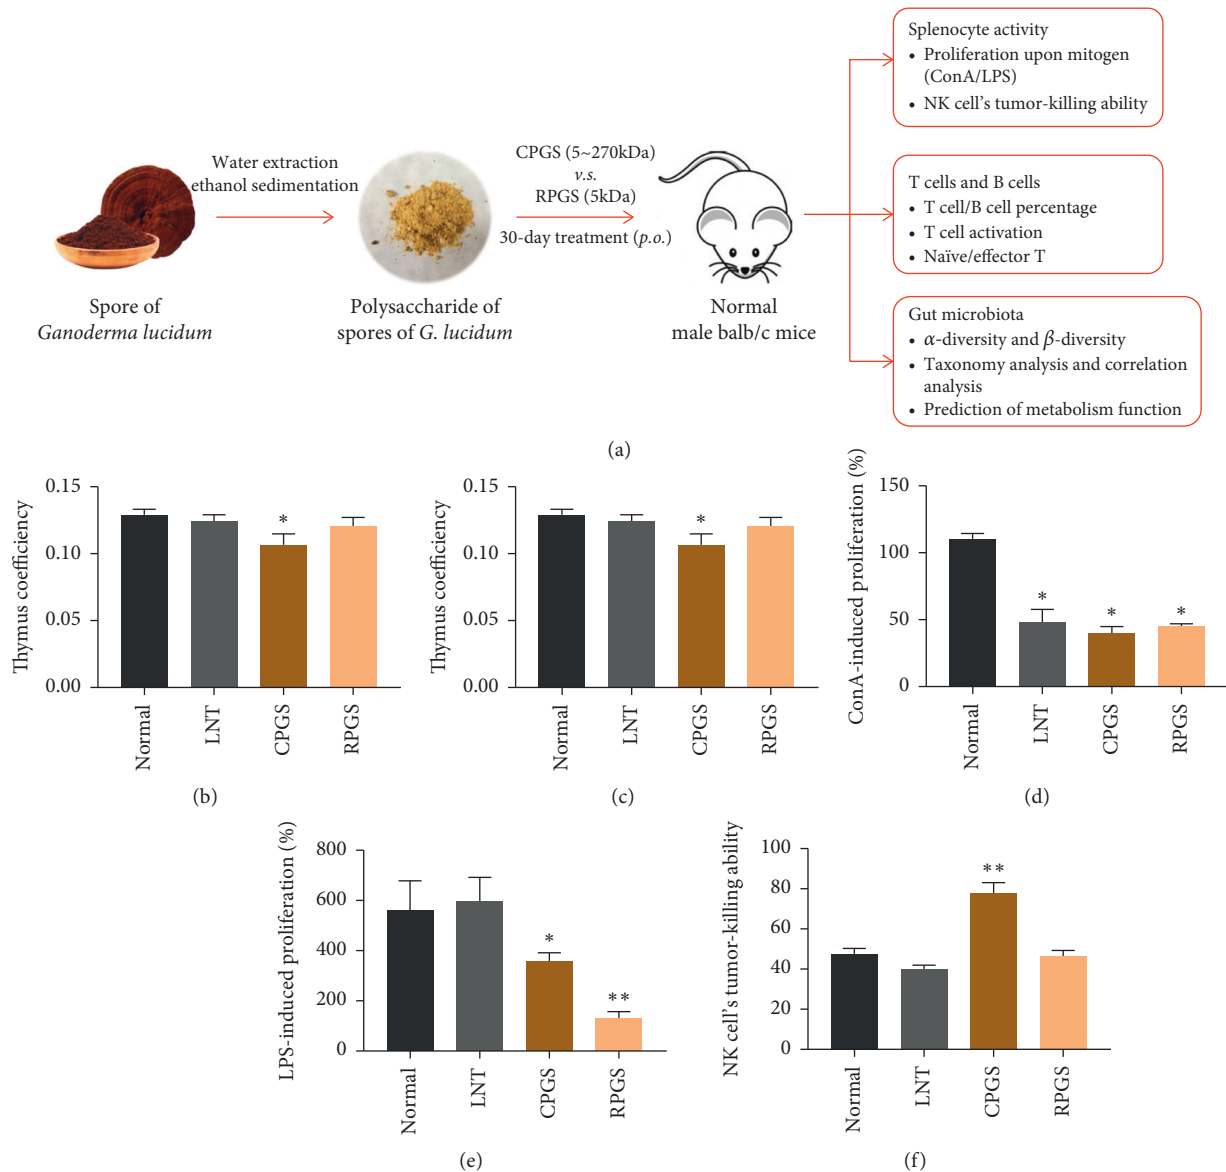 Spore of
Ganoderma lucidum
Water extraction
ethanol sedimentation
Polysaccharide of
spores of G. lucidum
CPGS (5~270kDa)
v.s.
RPGS (5kDa)
30-day treatment (p.o.)
Normal
male balb/c mice
Splenocyte activity
• Proliferation upon mitogen
(ConA/LPS)
• NK cell's tumor-killing ability
T cells and B cells
• T cell/B cell percentage
• T cell activation
• Naïve/effector T
Gut microbiota
• α-diversity and β-diversity
• Taxonomy analysis and correlation
analysis
• Prediction of metabolism function
(a)
Thymus coefficiency
0.15
0.10
0.05
0.00
*
Normal
LNT
CPGS
RPGS
(b)
Thymus coefficiency
0.15
0.10
0.05
0.00
*
Normal
LNT
CPGS
RPGS
(c)
ConA-induced proliferation (%)
150
100
50
0
*
*
*
Normal
LNT
CPGS
RPGS
(d)
LPS-induced proliferation (%)
800
600
400
200
0
*
**
Normal
LNT
CPGS
RPGS
(e)
NK cell's tumor-killing ability
100
80
60
40
20
0
**
Normal
LNT
CPGS
RPGS
(f)